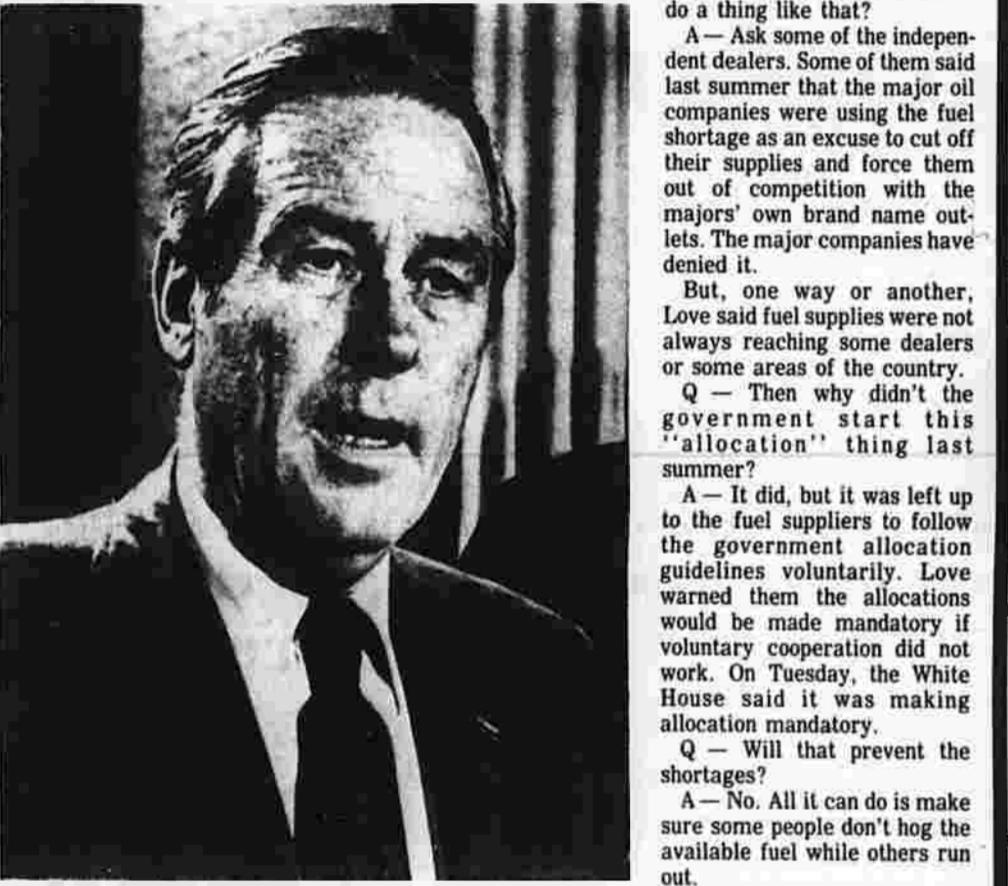 do a thing like that?
A — Ask some of the indepen-
dent dealers. Some of them said
last summer that the major oil
companies were using the fuel
shortage as an excuse to cut off
their supplies and force them
out of competition with the
majors' own brand name out-
lets. The major companies have
denied it.
But, one way or another,
Love said fuel supplies were not
always reaching some dealers
or some areas of the country.
Q — Then why didn't the
government start this
"allocation" thing last
summer?
A — It did, but it was left up
to the fuel suppliers to follow
the government allocation
guidelines voluntarily. Love
warned them the allocations
would be made mandatory if
voluntary cooperation did not
work. On Tuesday, the White
House said it was making
allocation mandatory.
Q — Will that prevent the
shortages?
A — No. All it can do is make
sure some people don't hog the
available fuel while others run
out.